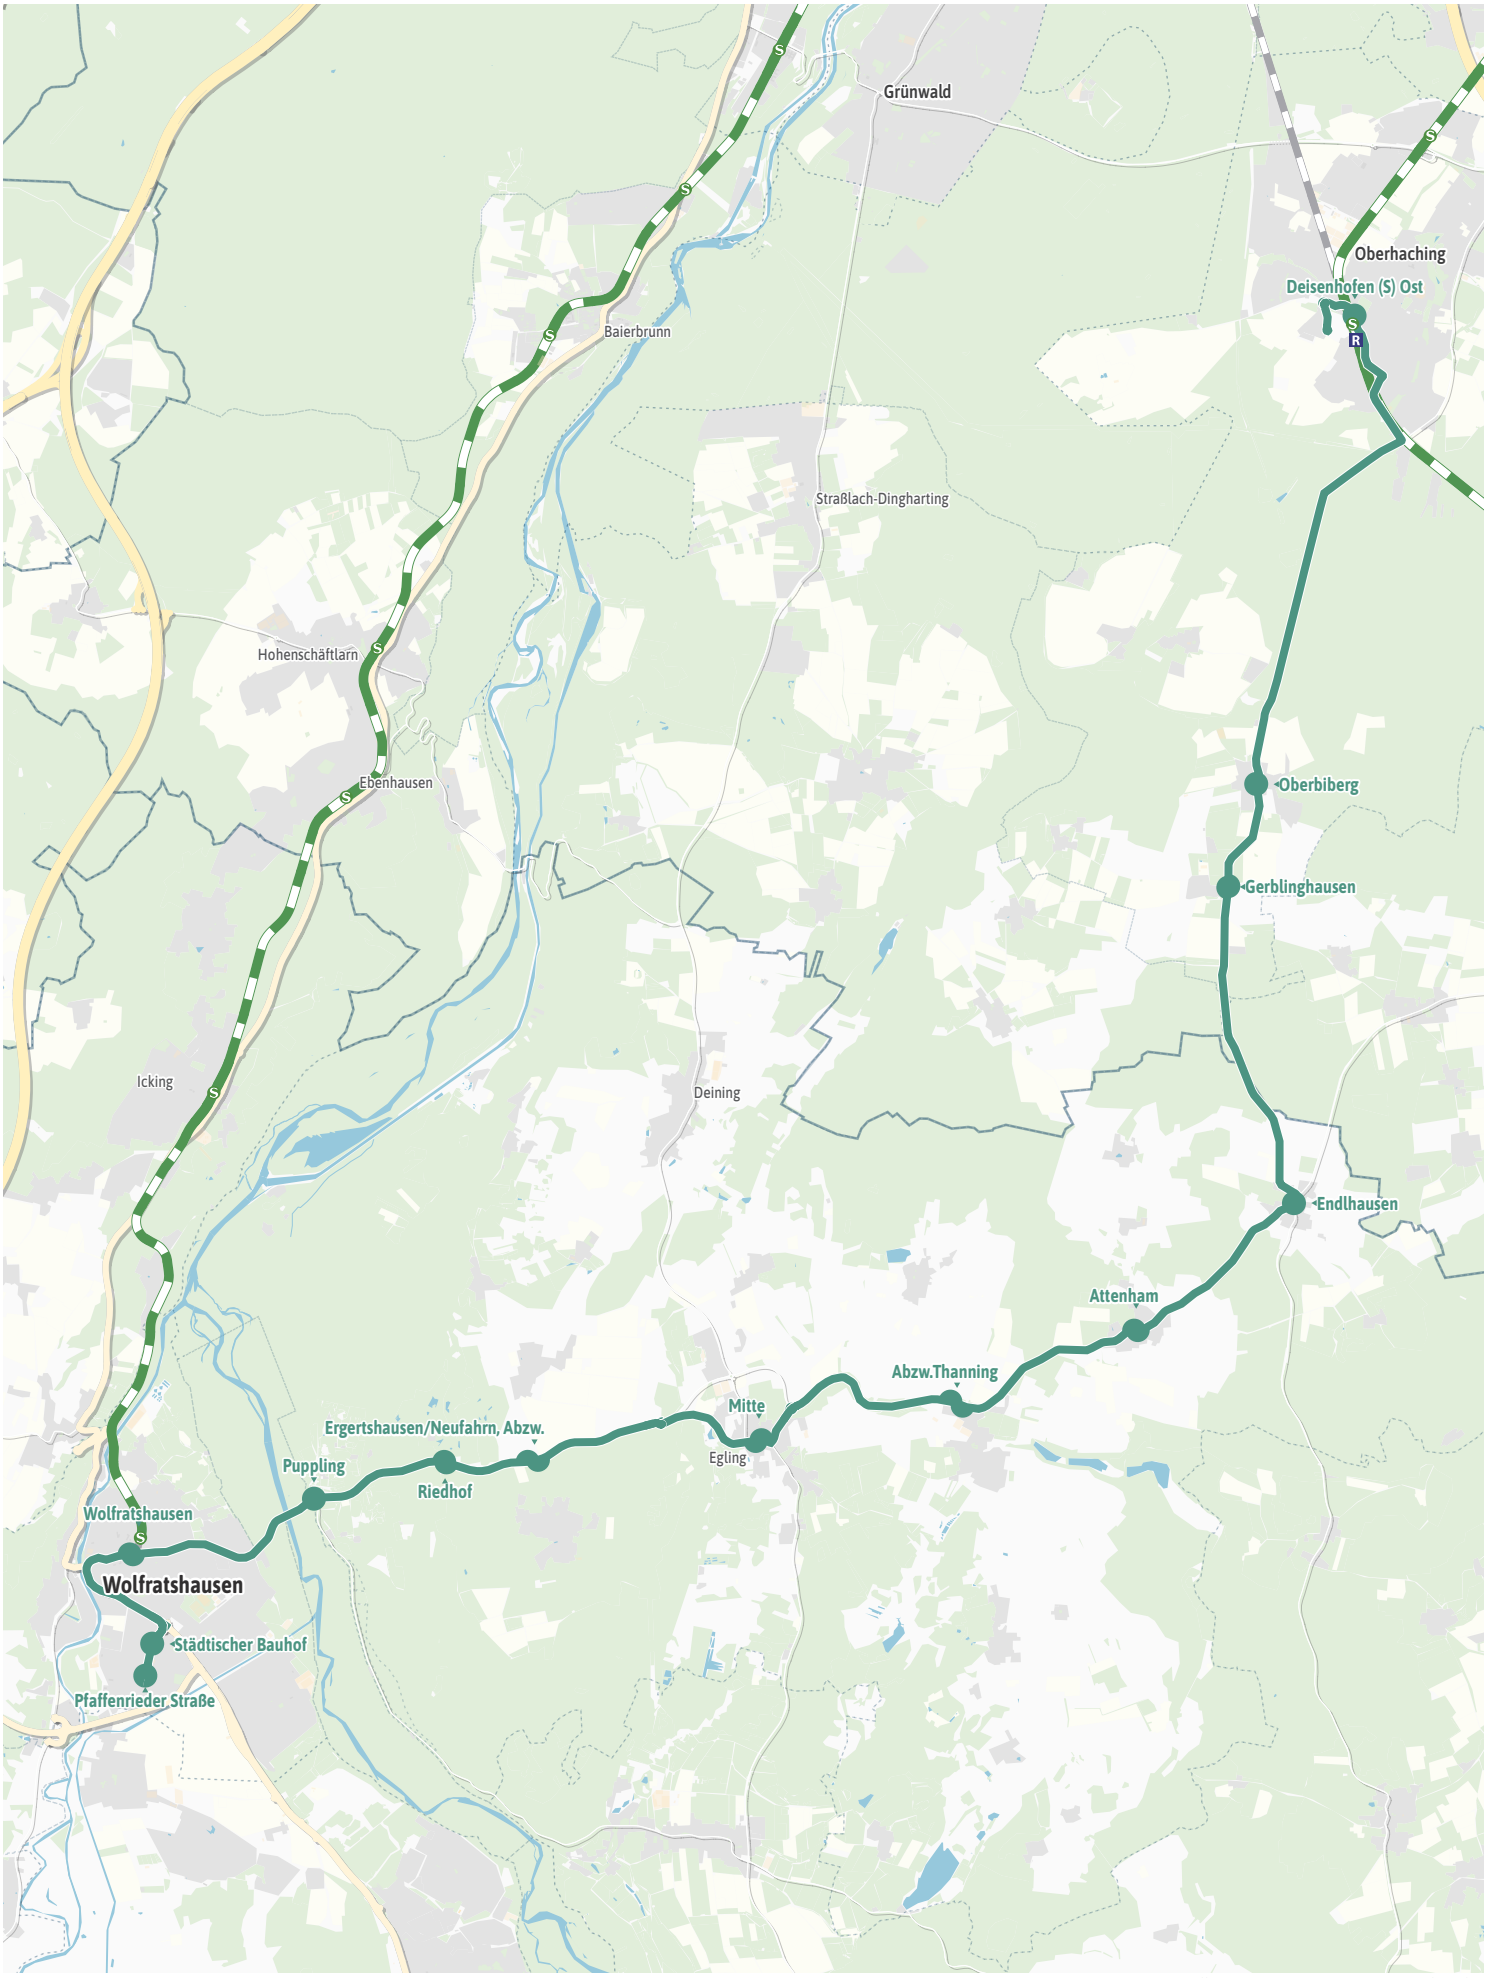 S
Grünwald
S
S
Oberhaching
Deisenhofen (S) Ost
S
R
Baierbrunn
S
Straßlach-Dingharting
S
Hohenschäftlarn
Ebenhausen
S
Oberbiberg
Gerblinghausen
Icking
S
Deining
Endlhausen
Attenham
Abzw.Thanning
Mitte
Ergertshausen/Neufahrn, Abzw.
Egling
Puppling
Riedhof
Wolfratshausen
S
Wolfratshausen
Städtischer Bauhof
Pfaffenrieder Straße